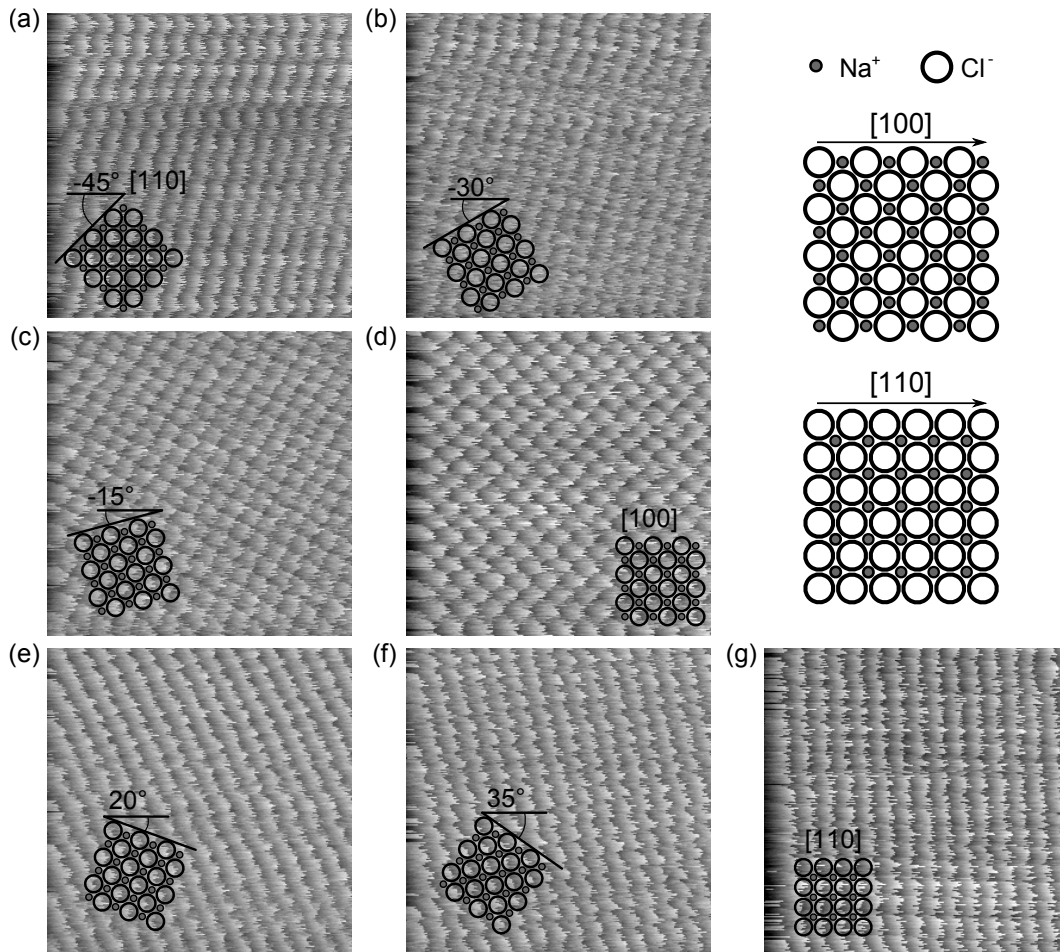 (a)
(b)
Na⁺ Cl⁻
[100]
-45° [110]
-30°
(c)
(d)
[110]
-15°
[100]
(e)
(f)
(g)
20°
35°
[110]